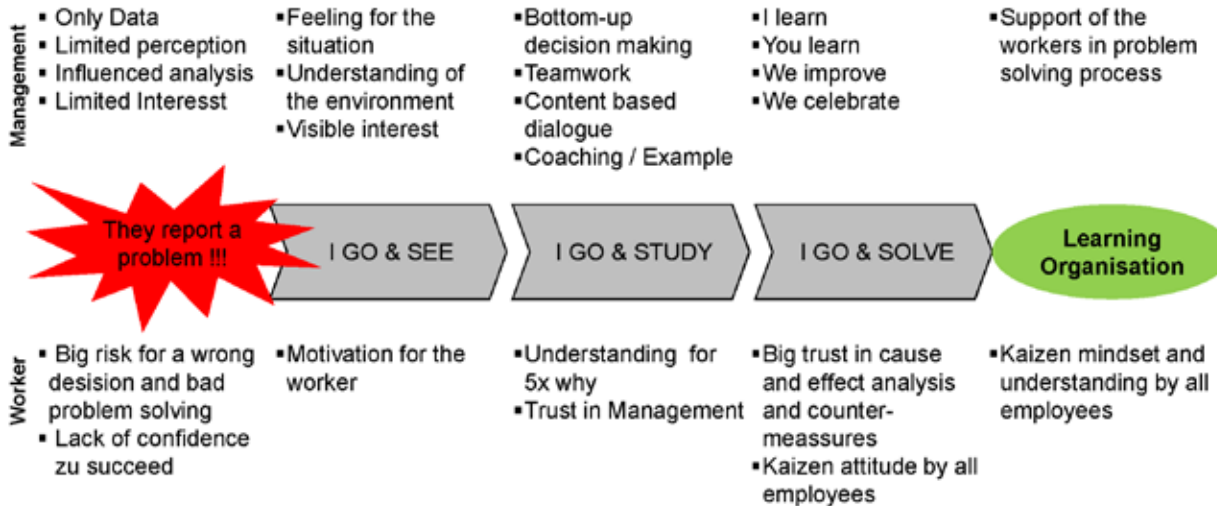 Management
▪ Only Data
▪ Limited perception
▪ Influenced analysis
▪ Limited Interesst
▪Feeling for the
situation
▪Understanding of
the environment
▪Visible interest
▪Bottom-up
decision making
▪Teamwork
▪Content based
dialogue
▪Coaching / Example
▪I learn
▪You learn
▪We improve
▪We celebrate
▪Support of the
workers in problem
solving process
They report a
problem !!!
I GO & SEE
I GO & STUDY
I GO & SOLVE
Learning
Organisation
Worker
▪ Big risk for a wrong
desision and bad
problem solving
▪ Lack of confidence
zu succeed
▪Motivation for the
worker
▪Understanding for
5x why
▪Trust in Management
▪Big trust in cause
and effect analysis
and counter-
meassures
▪Kaizen attitude by all
employees
▪Kaizen mindset and
understanding by all
employees